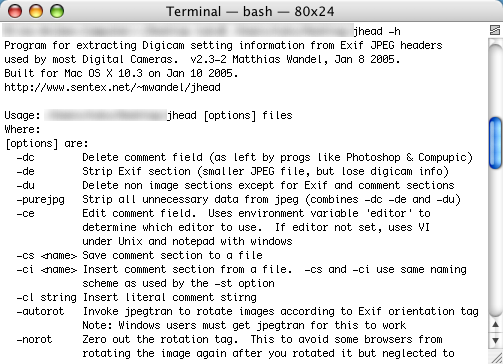 Terminal — bash — 80x24
jhead -h
Program for extracting Digicam setting information from Exif JPEG headers
used by most Digital Cameras.  v2.3-2 Matthias Wandel, Jan 8 2005.
Built for Mac OS X 10.3 on Jan 10 2005.
http://www.sentex.net/~mwandel/jhead
Usage: jhead [options] files
Where:
[options] are:
-dc Delete comment field (as left by progs like Photoshop & Compupic)
-de Strip Exif section (smaller JPEG file, but lose digicam info)
-du Delete non image sections except for Exif and comment sections
-purejpg Strip all unnecessary data from jpeg (combines -dc -de and -du)
-ce Edit comment field.  Uses environment variable 'editor' to
determine which editor to use.  If editor not set, uses VI
under Unix and notepad with windows
-cs <name> Save comment section to a file
-ci <name> Insert comment section from a file.  -cs and -ci use same naming
scheme as used by the -st option
-cl string Insert literal comment stirng
-autorot Invoke jpegtran to rotate images according to Exif orientation tag
Note: Windows users must get jpegtran for this to work
-norot Zero out the rotation tag.  This to avoid some browsers from
rotating the image again after you rotated it but neglected to